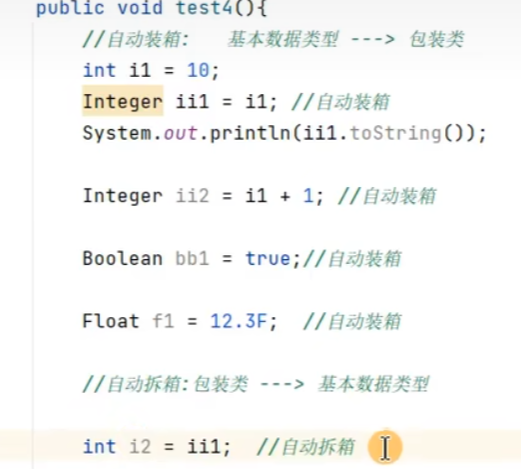 public void test4(){
//自动装箱: 基本数据类型 ---> 包装类
int i1 = 10;
Integer ii1 = i1; //自动装箱
System.out.println(ii1.toString());
Integer ii2 = i1 + 1; //自动装箱
Boolean bb1 = true;//自动装箱
Float f1 = 12.3F; //自动装箱
//自动拆箱:包装类 ---> 基本数据类型
int i2 = ii1; //自动拆箱